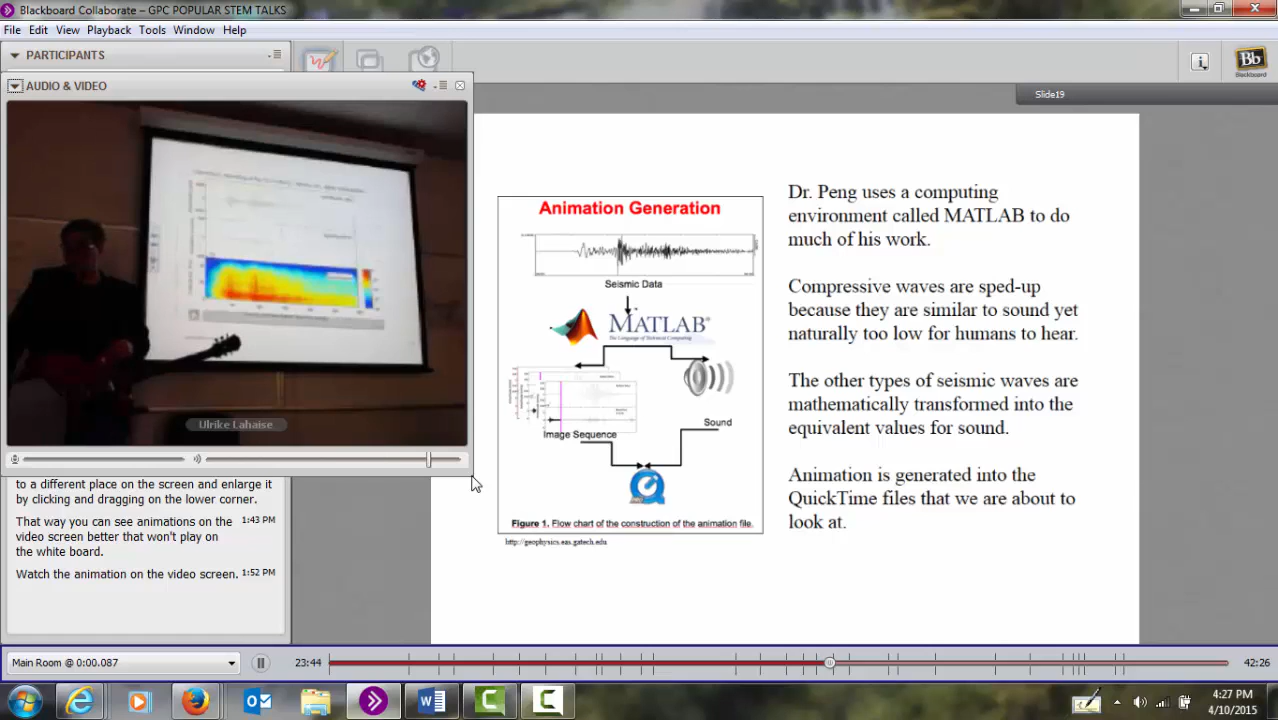 Blackboard Collaborate – GPC POPULAR STEM TALKS
File Edit View Playback Tools Window Help
PARTICIPANTS
AUDIO & VIDEO
Bb
Blackboard
Slide19
Ulrike Lahaise
to a different place on the screen and enlarge it
by clicking and dragging on the lower corner.
That way you can see animations on the 1:43 PM
video screen better that won't play on
the white board.
Watch the animation on the video screen. 1:52 PM
Animation Generation
Seismic Data
MATLAB®
The Language of Technical Computing
Image Sequence
Sound
Figure 1. Flow chart of the construction of the animation file.
http://geophysics.eas.gatech.edu
Dr. Peng uses a computing
environment called MATLAB to do
much of his work.
Compressive waves are sped-up
because they are similar to sound yet
naturally too low for humans to hear.
The other types of seismic waves are
mathematically transformed into the
equivalent values for sound.
Animation is generated into the
QuickTime files that we are about to
look at.
Main Room @ 0:00.087
23:44
42:26
4:27 PM
4/10/2015